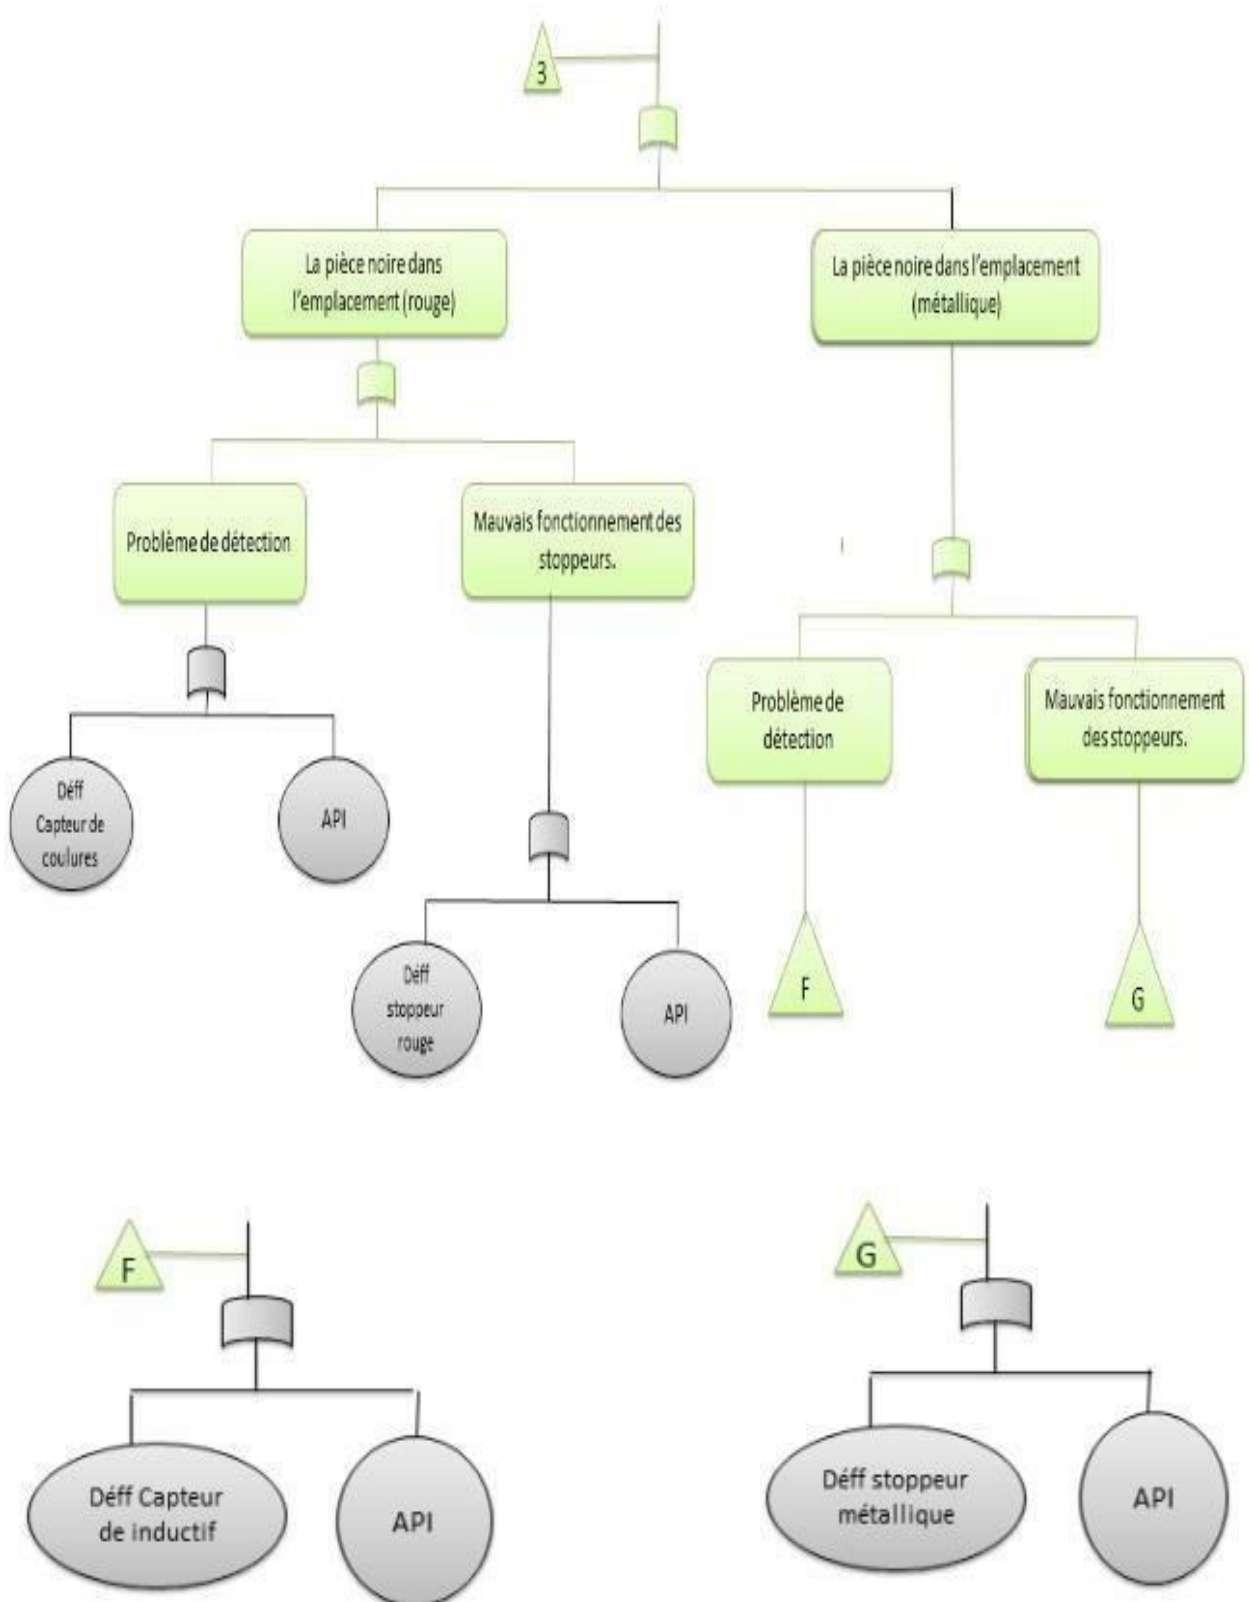 3
La pièce noire dans
l'emplacement (rouge)
La pièce noire dans l'emplacement
(métallique)
Problème de détection
Mauvais fonctionnement des
stoppeurs.
Problème de
détection
Mauvais fonctionnement
des stoppeurs.
Déff
Capteur de
coulures
API
Déff
stoppeur
rouge
API
F
G
F
G
Déff Capteur
de inductif
API
Déff stoppeur
métallique
API